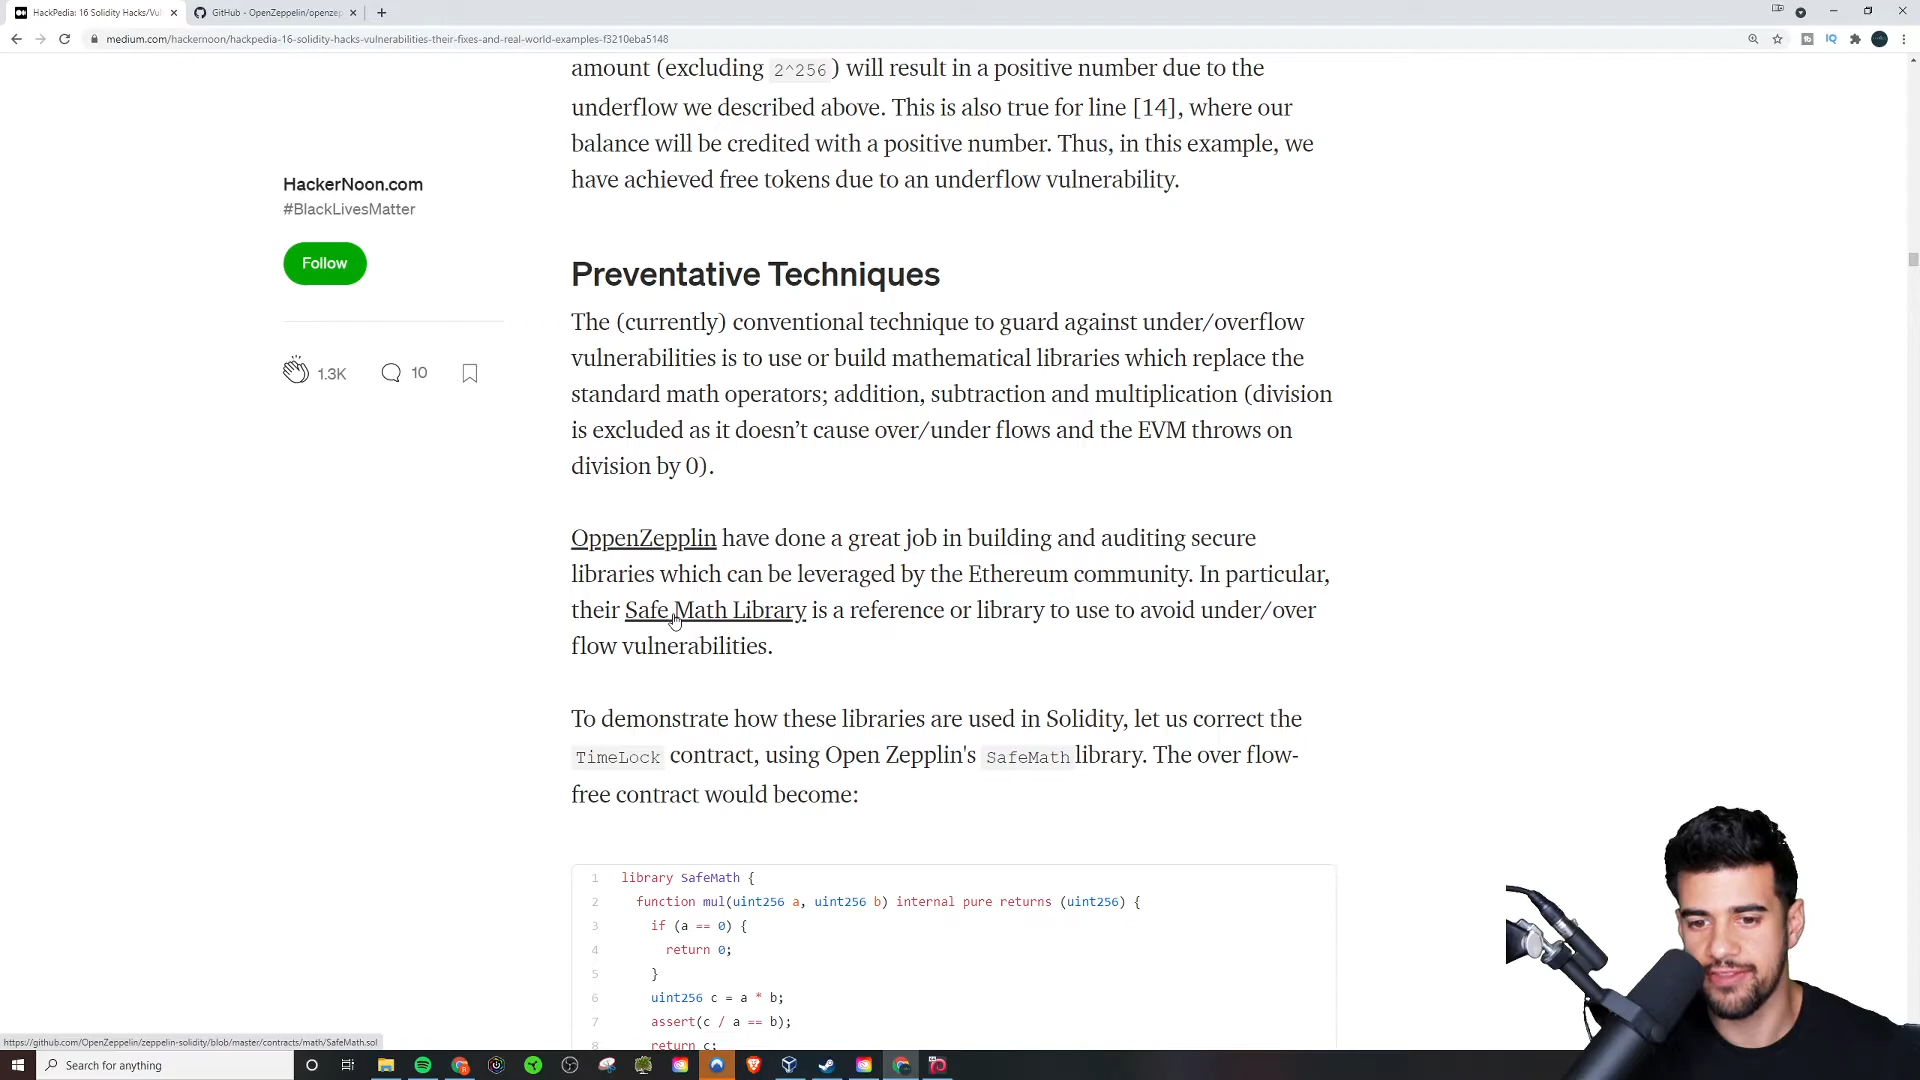 HackPedia: 16 Solidity Hacks/Vul
GitHub - OpenZeppelin/openzep
medium.com/hackernoon/hackpedia-16-solidity-hacks-vulnerabilities-their-fixes-and-real-world-examples-f3210eba5148
amount (excluding 2^256 ) will result in a positive number due to the
underflow we described above. This is also true for line [14], where our
balance will be credited with a positive number. Thus, in this example, we
have achieved free tokens due to an underflow vulnerability.
HackerNoon.com
#BlackLivesMatter
Follow
1.3K
10
Preventative Techniques
The (currently) conventional technique to guard against under/overflow
vulnerabilities is to use or build mathematical libraries which replace the
standard math operators; addition, subtraction and multiplication (division
is excluded as it doesn’t cause over/under flows and the EVM throws on
division by 0).
OppenZepplin have done a great job in building and auditing secure
libraries which can be leveraged by the Ethereum community. In particular,
their Safe Math Library is a reference or library to use to avoid under/over
flow vulnerabilities.
To demonstrate how these libraries are used in Solidity, let us correct the
TimeLock contract, using Open Zepplin's SafeMath library. The over flow-
free contract would become:
1 library SafeMath {
2 function mul(uint256 a, uint256 b) internal pure returns (uint256) {
3 if (a == 0) {
4 return 0;
5 }
6 uint256 c = a * b;
7 assert(c / a == b);
8 return c;
https://github.com/OpenZeppelin/zeppelin-solidity/blob/master/contracts/math/SafeMath.sol
Search for anything